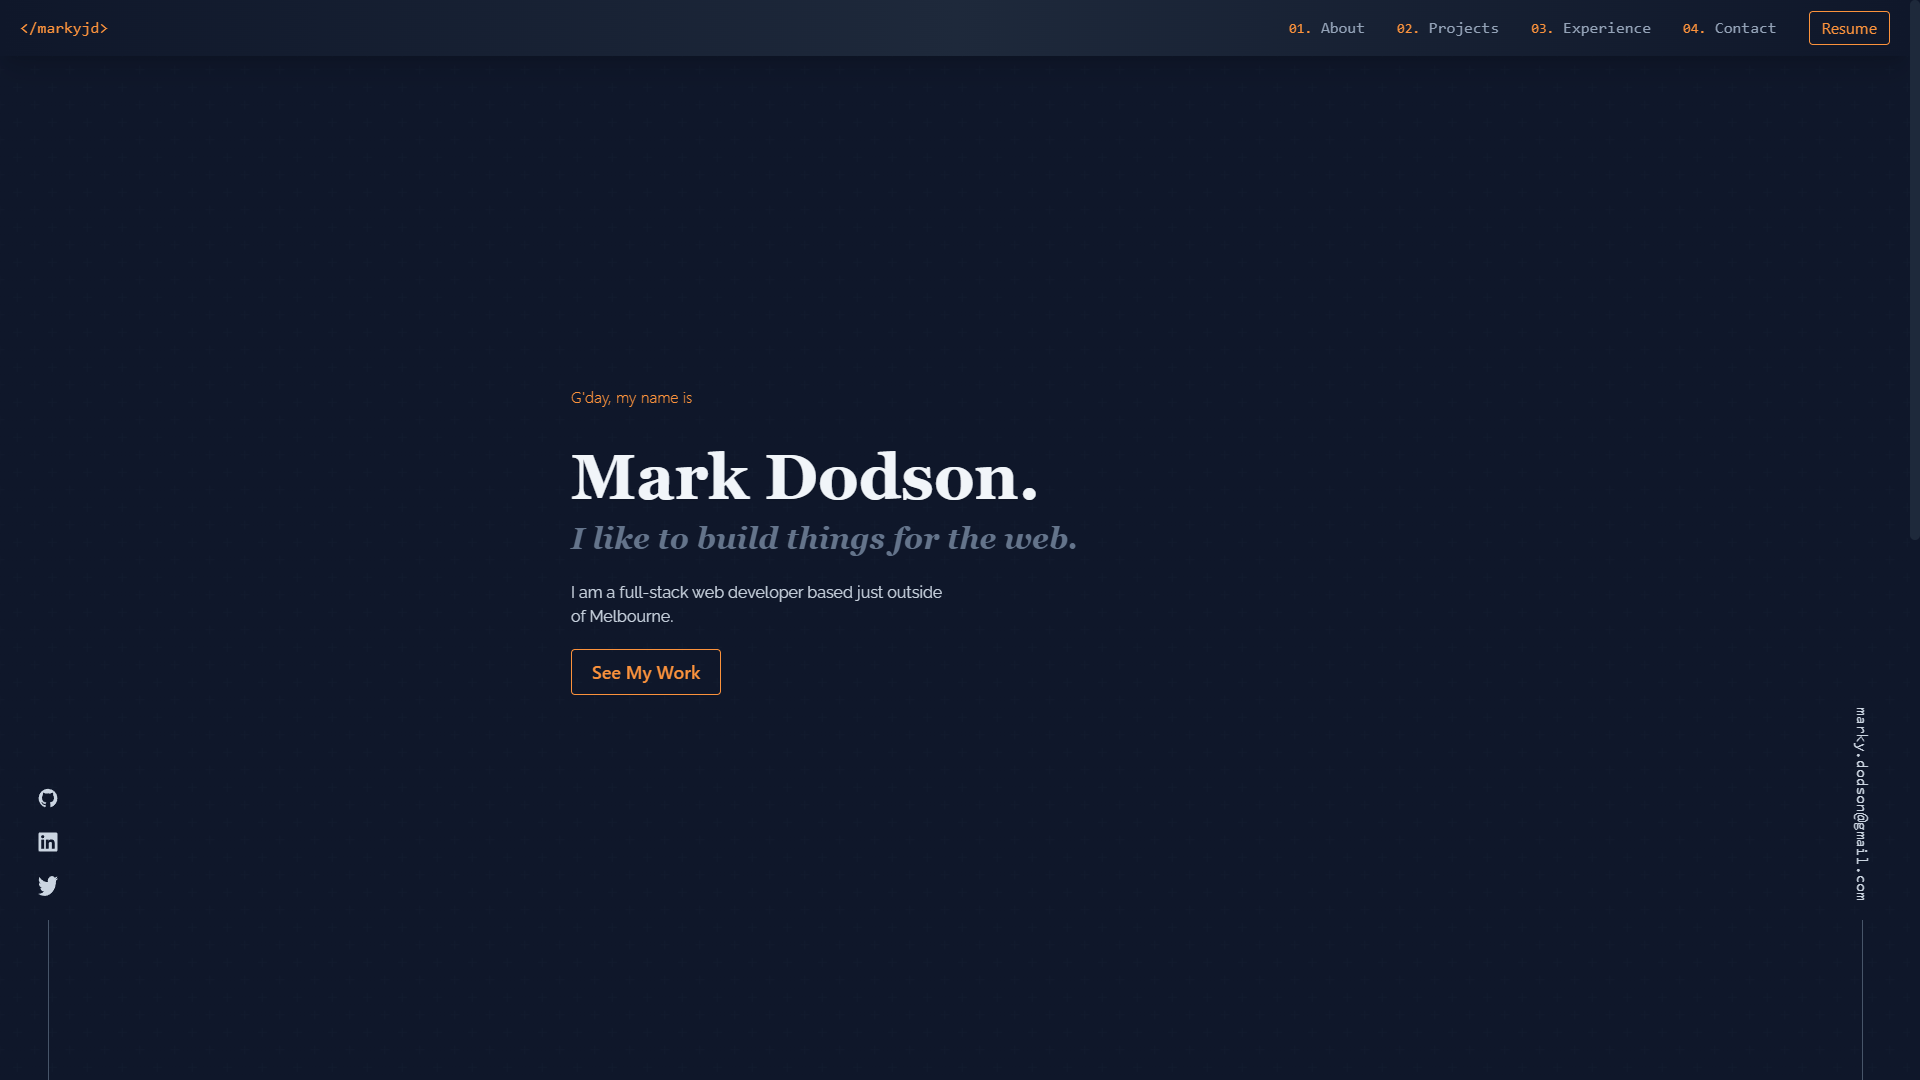 </markyjd>
01. About
02. Projects
03. Experience
04. Contact
Resume
G'day, my name is
Mark Dodson.
I like to build things for the web.
I am a full-stack web developer based just outside
of Melbourne.
See My Work
marky.dodson@gmail.com